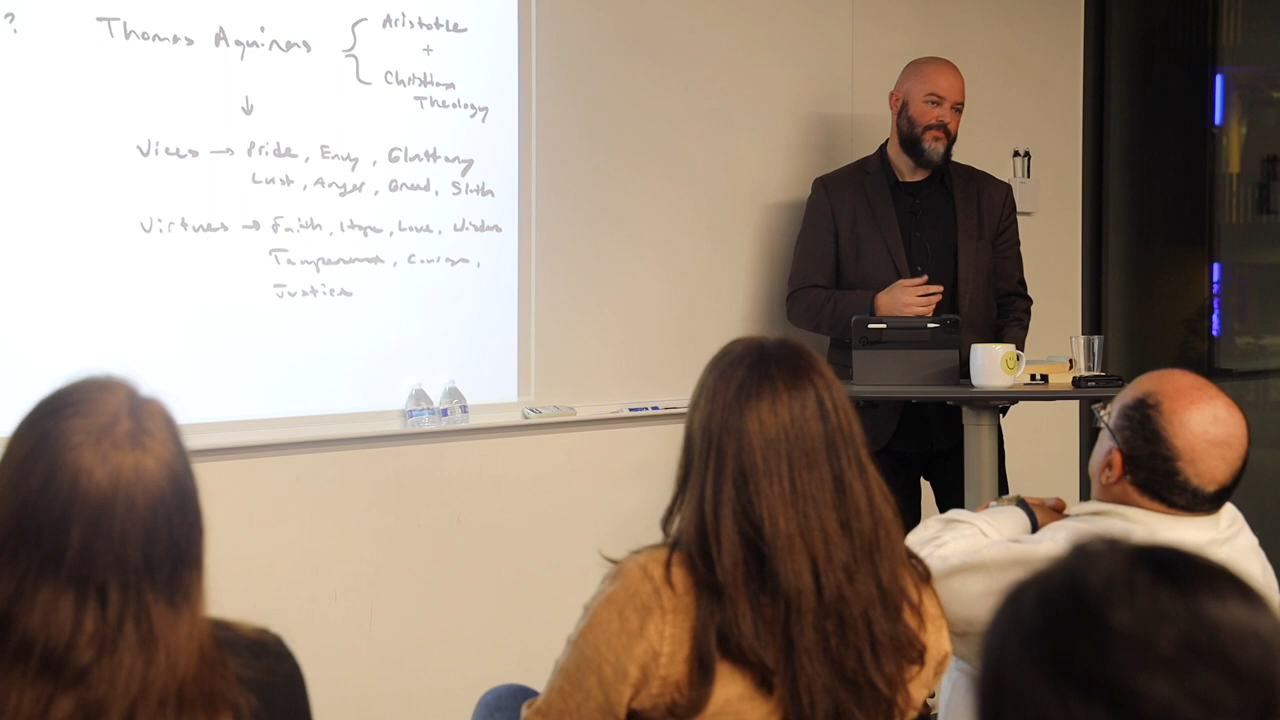 ?
Thomas Aquinas { Aristotle
+
Christian
Theology
↓
Vices → Pride, Envy, Gluttony
Lust, Anger, Greed, Sloth
Virtues → Faith, Hope, Love, Wisdom
Temperance, Courage,
Justice